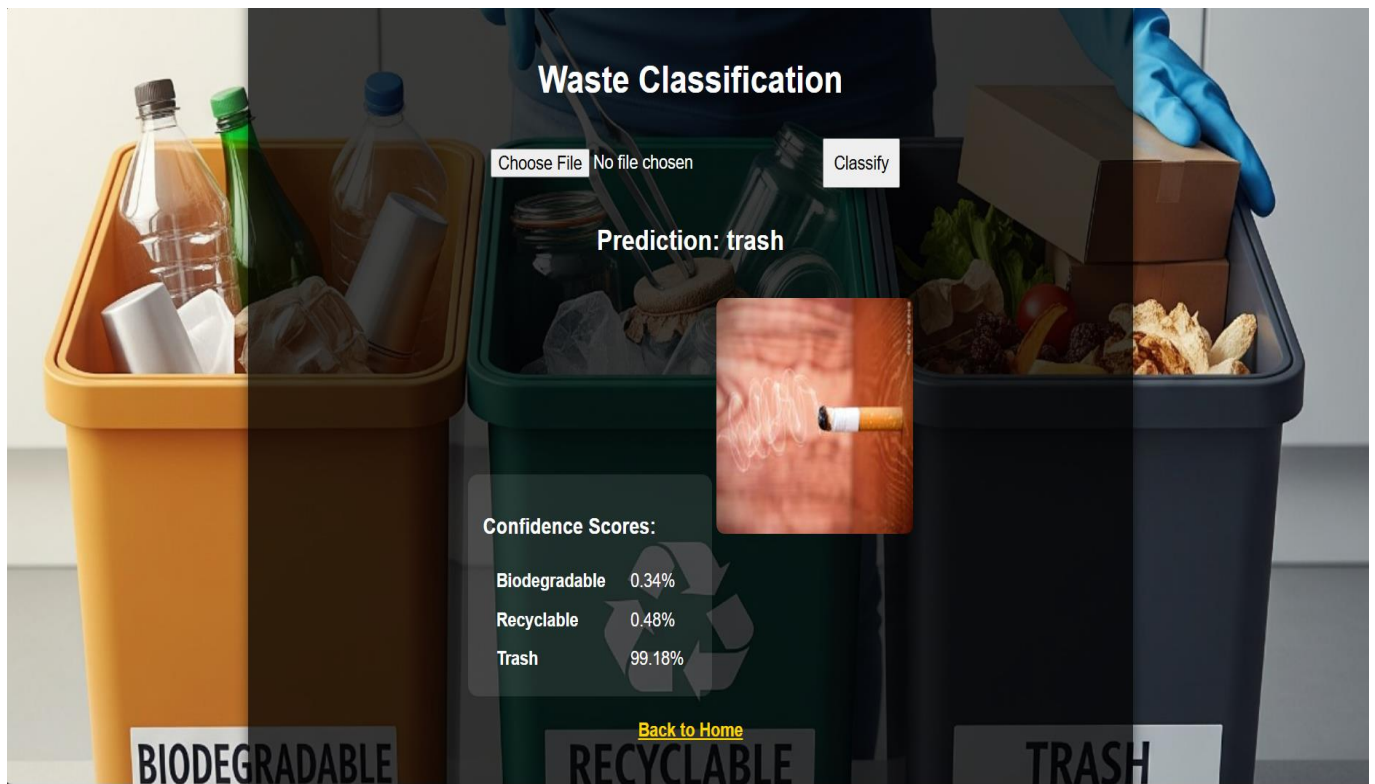 Waste Classification
Choose File No file chosen Classify
Prediction: trash
Confidence Scores:
Biodegradable 0.34%
Recyclable 0.48%
Trash 99.18%
Back to Home
BIODEGRADABLE
RECYCLABLE
TRASH